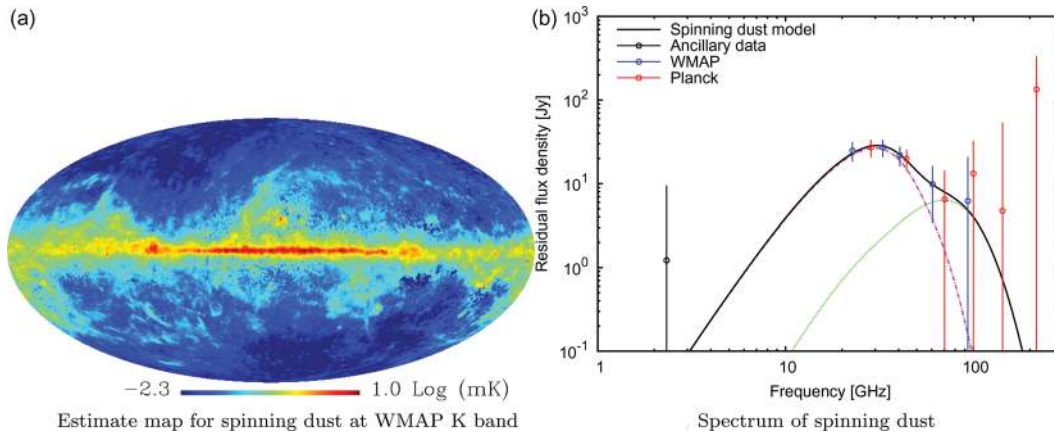 (a)
−2.3
1.0 Log (mK)
Estimate map for spinning dust at WMAP K band
(b)
Spinning dust model
Ancillary data
WMAP
Planck
Residual flux density [Jy]
10³
10²
10¹
10⁰
10⁻¹
1
10
100
Frequency [GHz]
Spectrum of spinning dust